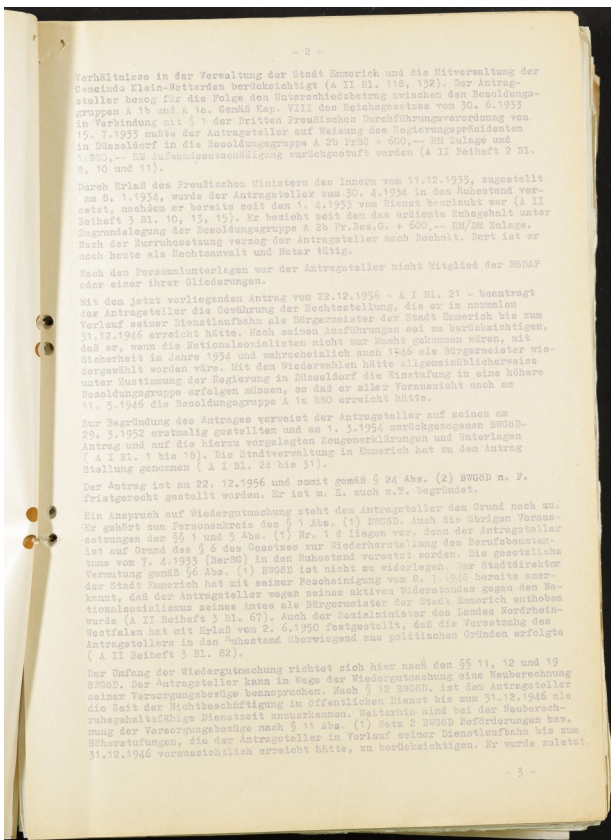 - 2 -
Verhältnisse in der Verwaltung der Stadt Emmerich und die Mitverwaltung der
Gemeinde Klein-Netterden berücksichtigt (A II Bl. 118, 132). Der Antrag-
steller bezog für die Folge den Unterschiedsbetrag zwischen den Besoldungs-
gruppen A 1b und A 1a. Gemäß Kap. VIII des Reichsgesetzes vom 30. 6.1933
in Verbindung mit § 1 der Dritten Preußischen Durchführungsverordnung vom
15. 7.1933 mußte der Antragsteller auf Weisung des Regierungspräsidenten
in Düsseldorf in die Besoldungsgruppe A 2b PrBO + 600,-- RM Zulage und
1.200,-- RM Aufwandsentschädigung zurückgestuft werden (A II Beiheft 2 Bl.
8, 10 und 11).
Durch Erlaß des Preußischen Ministers des Innern vom 11.12.1933, zugestellt
am 8. 1.1934, wurde der Antragsteller zum 30. 4.1934 in den Ruhestand ver-
setzt, nachdem er bereits seit dem 1. 4.1933 vom Dienst beurlaubt war (A II
Beiheft 3 Bl. 10, 13, 15). Er bezieht seit dem das erdiente Ruhegehalt unter
Zugrundelegung der Besoldungsgruppe A 2b Pr.Bes.O. + 600,-- RM/DM Zulage.
Nach der Zurruhesetzung verzog der Antragsteller nach Bocholt. Dort ist er
noch heute als Rechtsanwalt und Notar tätig.
Nach den Personalunterlagen war der Antragsteller nicht Mitglied der NSDAP
oder einer ihrer Gliederungen.
Mit dem jetzt vorliegenden Antrag vom 22.12.1956 - A I Bl. 21 - beantragt
der Antragsteller die Gewährung der Rechtsstellung, die er im normalen
Verlauf seiner Dienstlaufbahn als Bürgermeister der Stadt Emmerich bis zum
31.12.1946 erreicht hätte. Nach seinen Ausführungen sei zu berücksichtigen,
daß er, wenn die Nationalsozialisten nicht zur Macht gekommen wären, mit
Sicherheit im Jahre 1934 und wahrscheinlich auch 1946 als Bürgermeister wie-
dergewählt worden wäre. Mit den Wiederwahlen hätte allgemeinüblicherweise
unter Zustimmung der Regierung in Düsseldorf die Einstufung in eine höhere
Besoldungsgruppe erfolgen müssen, so daß er aller Voraussicht nach am
11. 5.1946 die Besoldungsgruppe A 1a RBO erreicht hätte.
Zur Begründung des Antrages verweist der Antragsteller auf seinen am
29. 3.1952 erstmalig gestellten und am 1. 3.1954 zurückgezogenen BWGöD-
Antrag und auf die hierzu vorgelegten Zeugenerklärungen und Unterlagen
( A I Bl. 1 bis 18). Die Stadtverwaltung in Emmerich hat zu dem Antrag
Stellung genommen ( A I Bl. 24 bis 31).
Der Antrag ist am 22. 12.1956 und somit gemäß § 24 Abs. (2) BWGöD n. F.
fristgerecht gestellt worden. Er ist m. E. auch z.T. begründet.
Ein Anspruch auf Wiedergutmachung steht dem Antragsteller dem Grund nach zu.
Er gehört zum Personenkreis des § 1 Abs. (1) BWGöD. Auch die übrigen Voraus-
setzungen der §§ 1 und 5 Abs. (1) Nr. 1 d liegen vor, denn der Antragsteller
ist auf Grund des § 6 des Gesetzes zur Wiederherstellung des Berufsbeamten-
tums vom 7. 4.1933 (BerBG) in den Ruhestand versetzt worden. Die gesetzliche
Vermutung gemäß §6 Abs. (1) BWGöD ist nicht zu widerlegen. Der Stadtdirektor
der Stadt Emmerich hat mit seiner Bescheinigung vom 8. 7.1948 bereits aner-
kannt, daß der Antragsteller wegen seines aktiven Widerstandes gegen den Na-
tionalsozialismus seines Amtes als Bürgermeister der Stadt Emmerich enthoben
wurde (A II Beiheft 3 Bl. 67). Auch der Sozialminister des Landes Nordrhein-
Westfalen hat mit Erlaß vom 2. 6.1950 festgestellt, daß die Versetzung des
Antragstellers in den Ruhestand überwiegend aus politischen Gründen erfolgte
( A II Beiheft 3 Bl. 82).
Der Umfang der Wiedergutmachung richtet sich hier nach den §§ 11, 12 und 19
BWGöD. Der Antragsteller kann im Wege der Wiedergutmachung eine Neuberechnung
seiner Versorgungsbezüge beanspruchen. Nach § 12 BWGöD. ist dem Antragsteller
die Zeit der Nichtbeschäftigung im öffentlichen Dienst bis zum 31.12.1946 als
ruhegehaltsfähige Dienstzeit anzuerkennen. Weiterhin sind bei der Neuberech-
nung der Versorgungsbezüge nach § 11 Abs. (1) Satz 2 BWGöD Beförderungen bzw.
Höherstufungen, die der Antragsteller im Verlauf seiner Dienstlaufbahn bis zum
31.12.1946 voraussichtlich erreicht hätte, zu berücksichtigen. Er wurde zuletzt
- 3 -